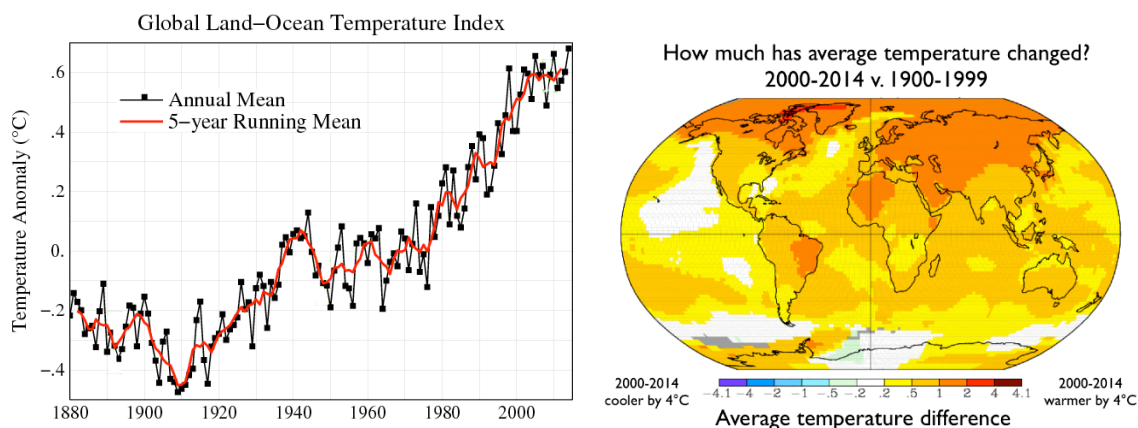 Global Land−Ocean Temperature Index
Temperature Anomaly (°C)
.6
.4
.2
0.
−.2
−.4
Annual Mean
5−year Running Mean
1880 1900 1920 1940 1960 1980 2000
How much has average temperature changed?
2000-2014 v. 1900-1999
2000-2014
cooler by 4°C
-4.1 -4 -2 -1 -.5 -.2 .2 .5 1 2 4 4.1
2000-2014
warmer by 4°C
Average temperature difference